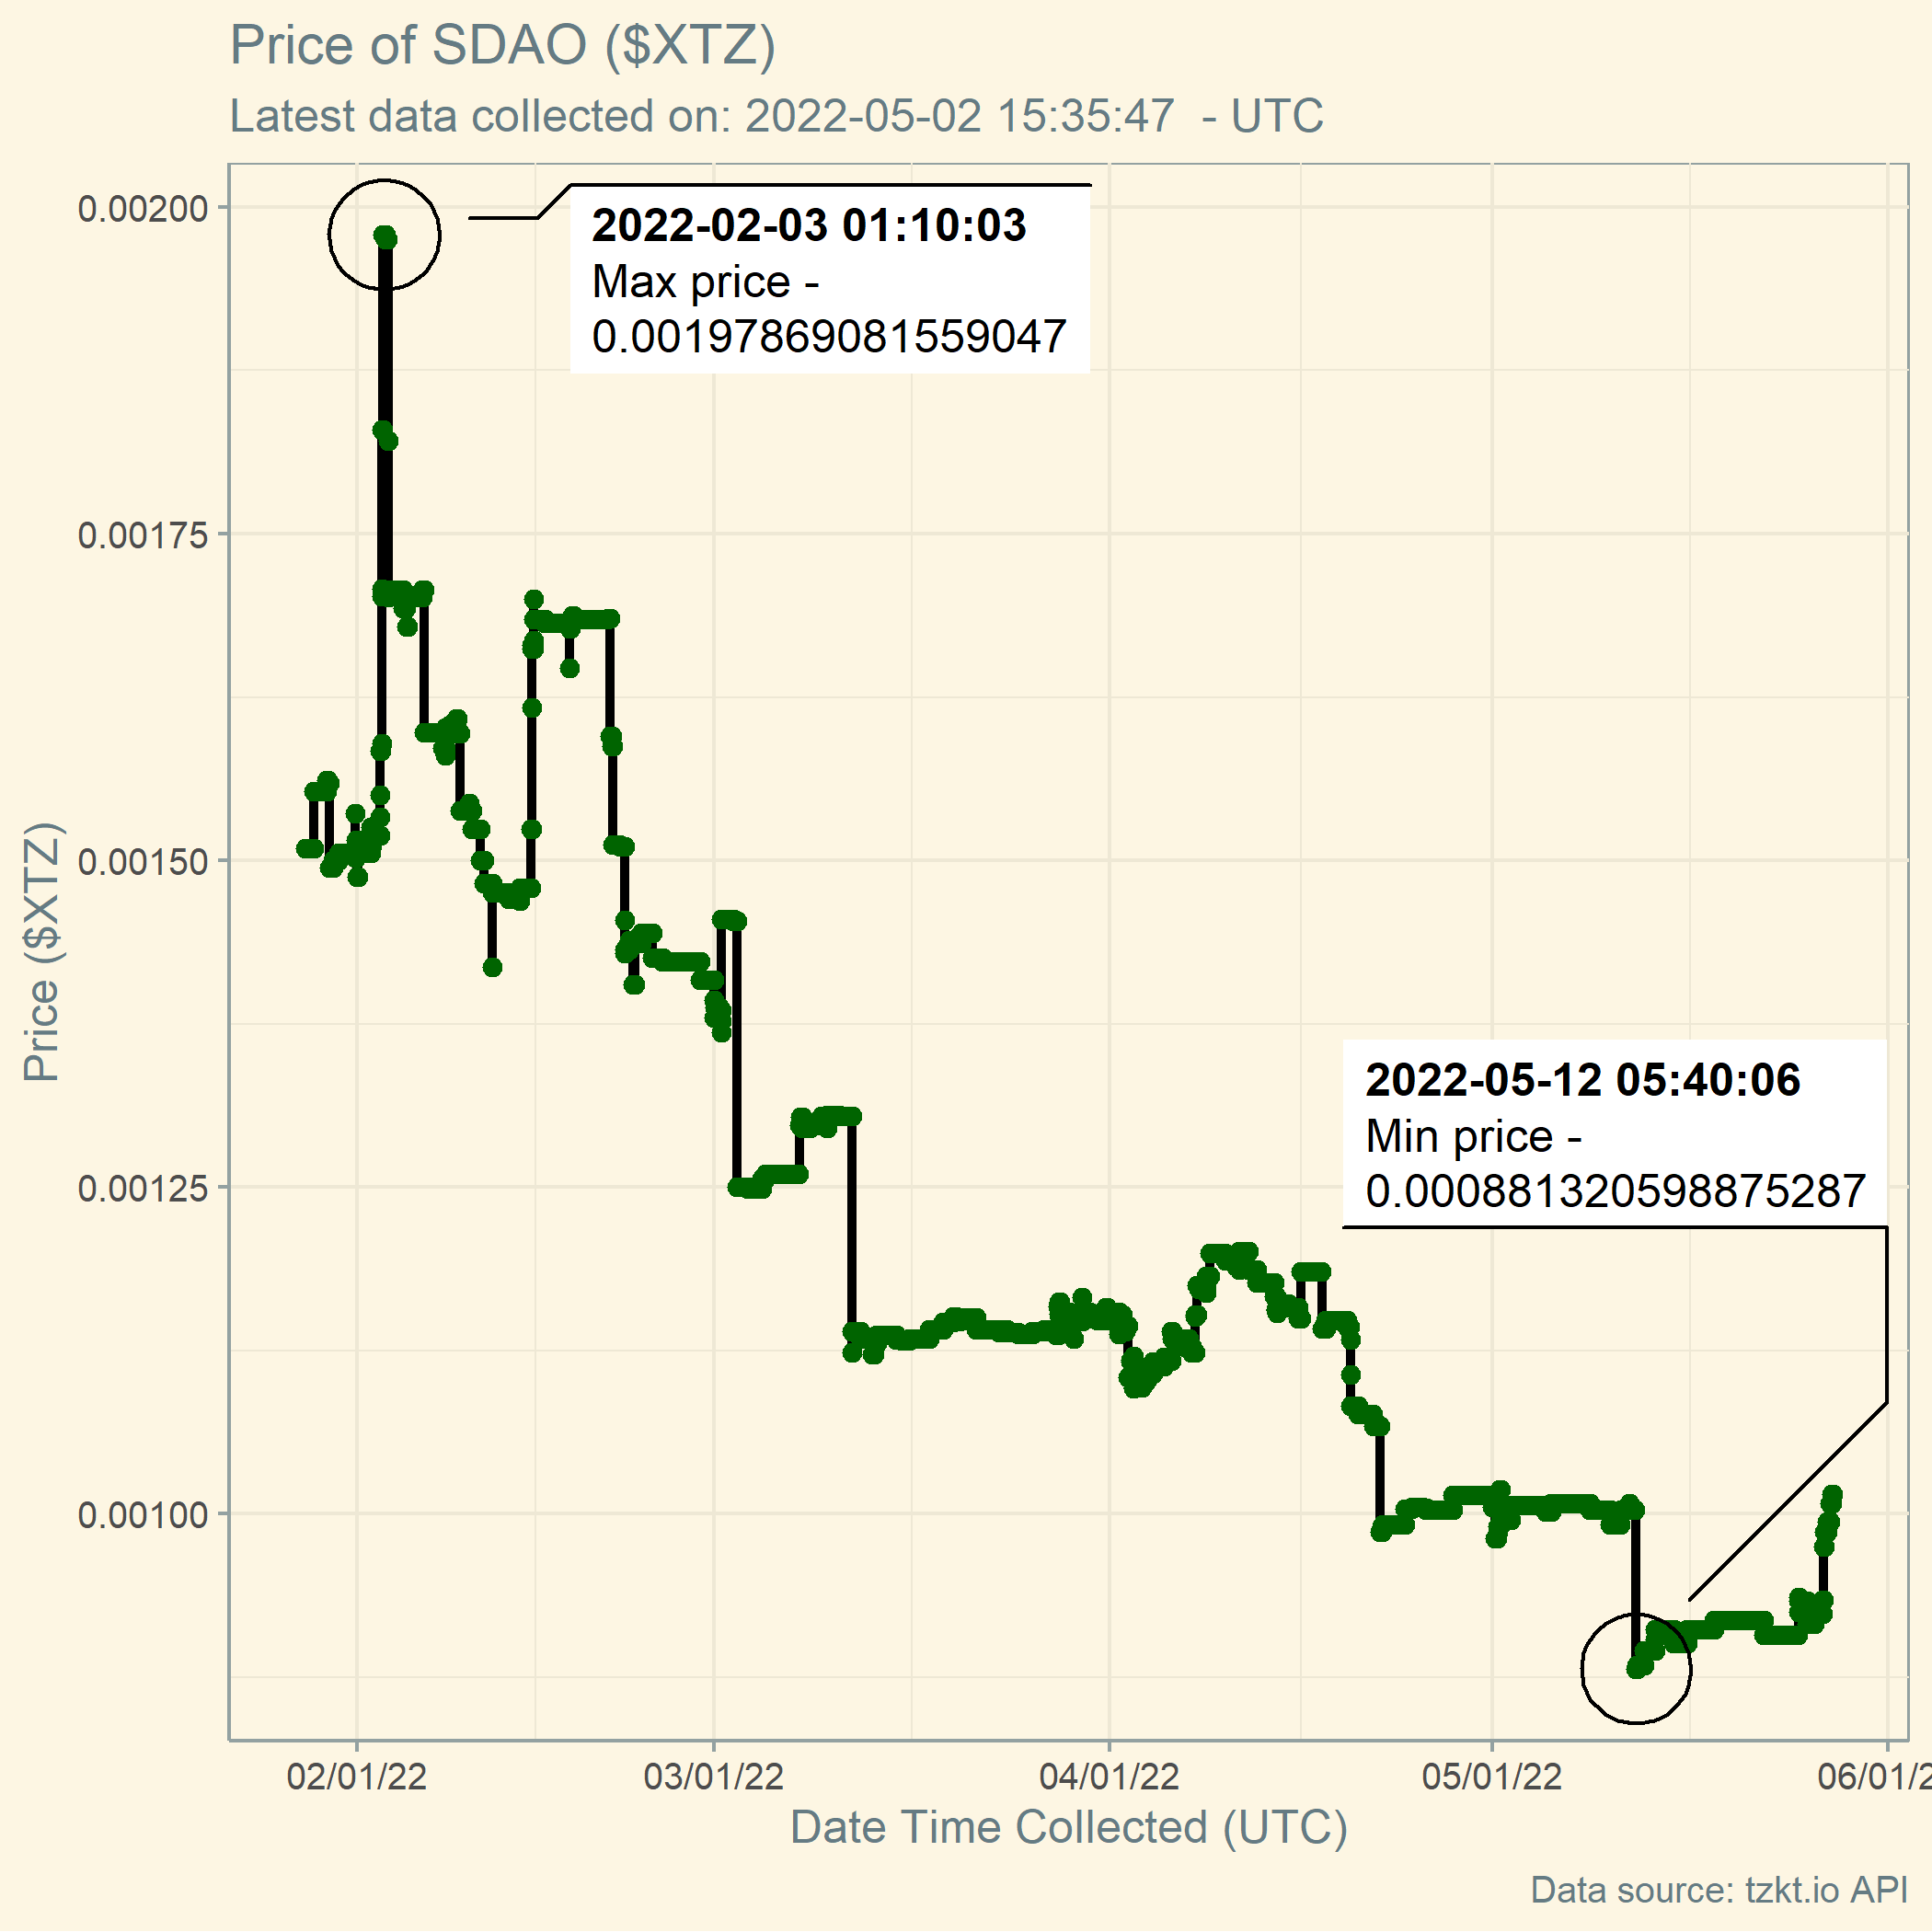 Price of SDAO ($XTZ)
Latest data collected on: 2022-05-02 15:35:47  - UTC
0.00200
0.00175
0.00150
0.00125
0.00100
Price ($XTZ)
2022-02-03 01:10:03
Max price -
0.00197869081559047
2022-05-12 05:40:06
Min price -
0.000881320598875287
02/01/22
03/01/22
04/01/22
05/01/22
06/01/2
Date Time Collected (UTC)
Data source: tzkt.io API